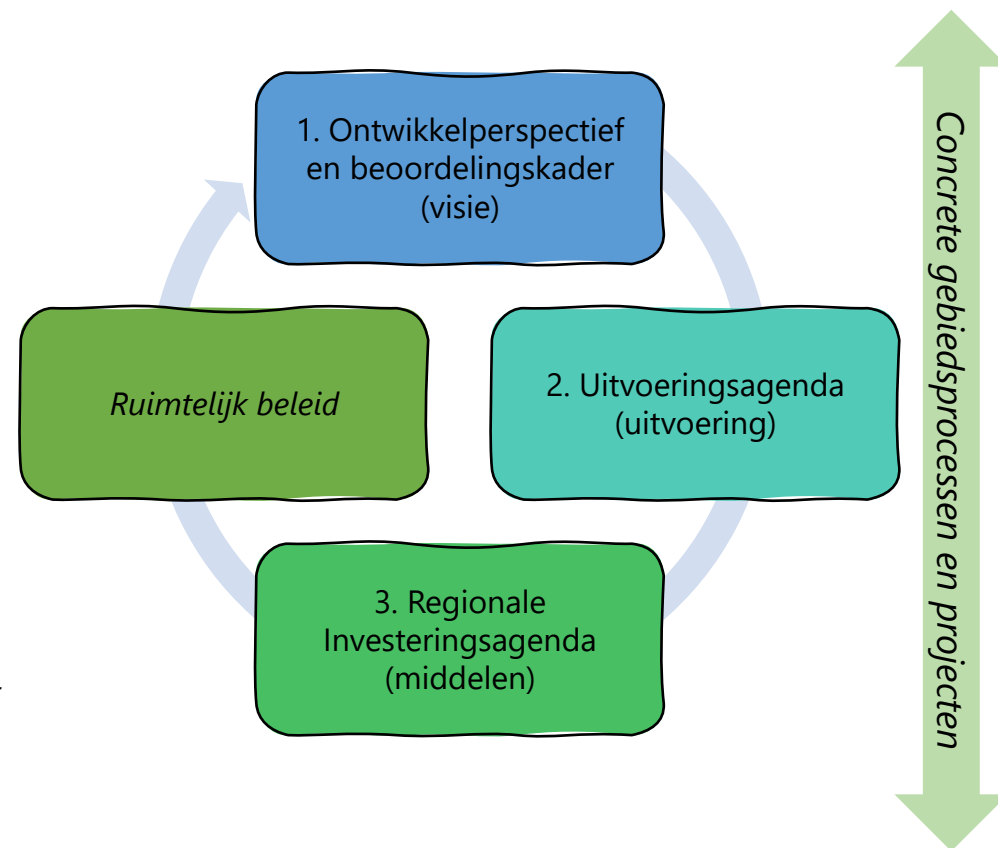 1. Ontwikkelperspectief
en beoordelingskader
(visie)
Ruimtelijk beleid
2. Uitvoeringsagenda
(uitvoering)
3. Regionale
Investeringsagenda
(middelen)
Concrete gebiedsprocessen en projecten